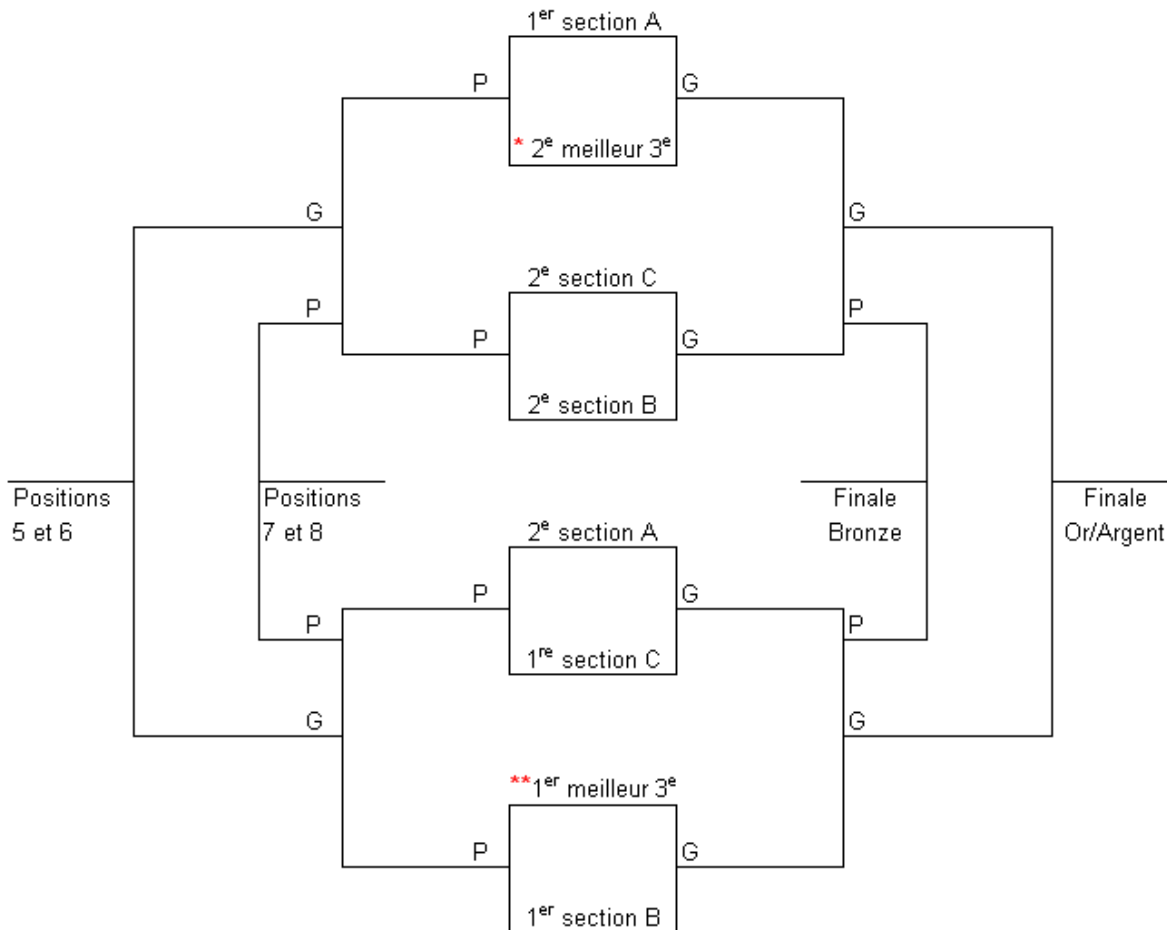 1er section A
P
G
* 2e meilleur 3e
G
G
P
2e section C
P
P
G
2e section B
Positions
5 et 6
Positions
7 et 8
Finale
Bronze
Finale
Or/Argent
2e section A
P
G
P
P
1re section C
G
G
**1er meilleur 3e
P
G
1er section B